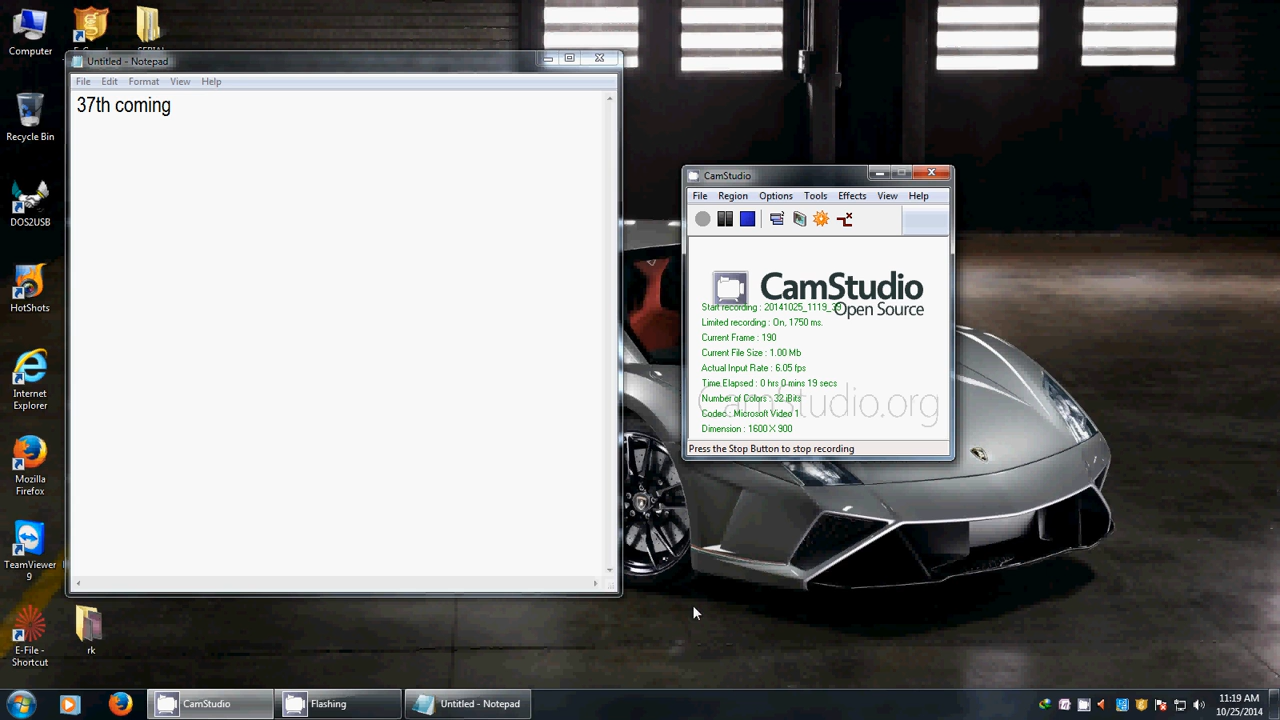 Computer
Recycle Bin
DOS2USB
HotShots
Internet
Explorer
Mozilla
Firefox
TeamViewer
9
E-File -
Shortcut
rk
Untitled - Notepad
File Edit Format View Help
37th coming
CamStudio
File Region Options Tools Effects View Help
CamStudio
Open Source
Start recording : 20141025_1119_39
Limited recording : On, 1750 ms.
Current Frame : 190
Current File Size : 1.00 Mb
Actual Input Rate : 6.05 fps
Time Elapsed : 0 hrs 0 mins 19 secs
Number of Colors : 32 Bits
CamStudio.org
Codec : Microsoft Video 1
Dimension : 1600 X 900
Press the Stop Button to stop recording
CamStudio
Flashing
Untitled - Notepad
11:19 AM
10/25/2014